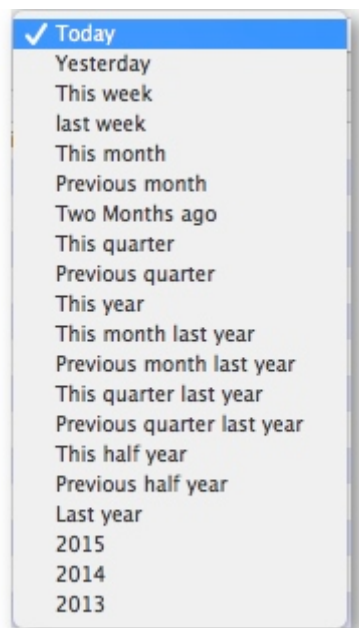 Today
Yesterday
This week
last week
This month
Previous month
Two Months ago
This quarter
Previous quarter
This year
This month last year
Previous month last year
This quarter last year
Previous quarter last year
This half year
Previous half year
Last year
2015
2014
2013